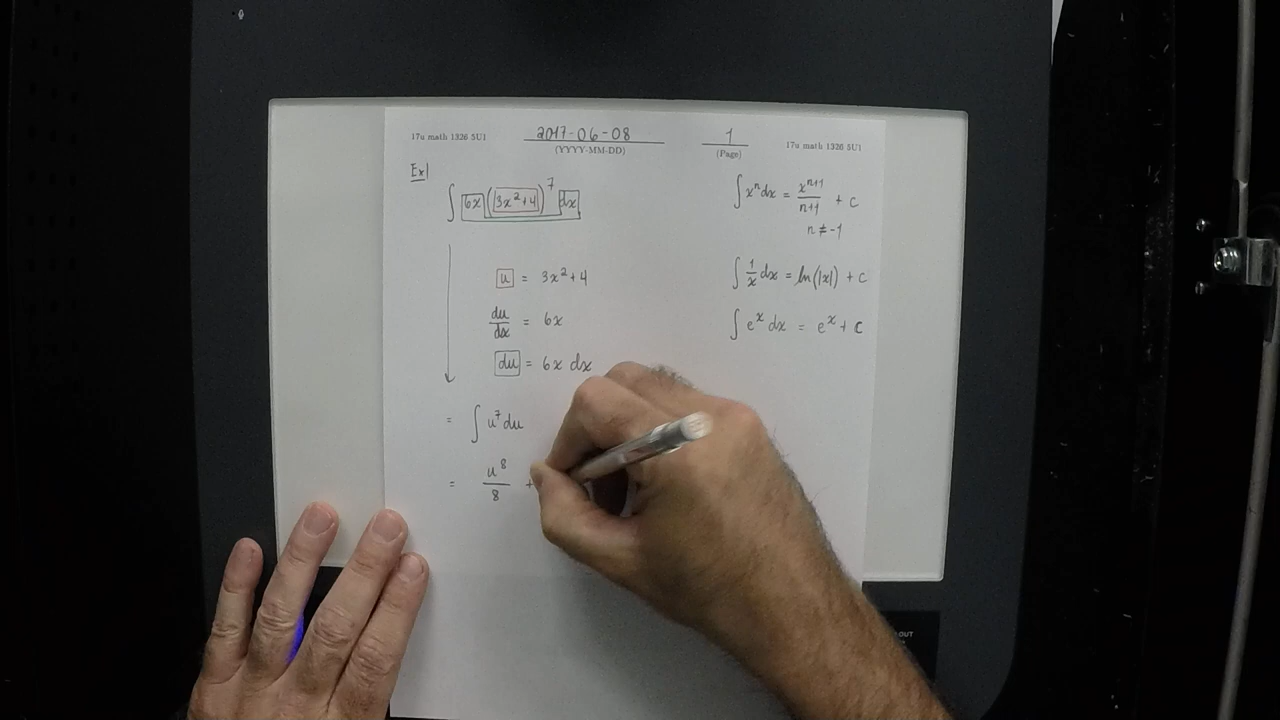 17u math 1326 5U1 2017-06-08 1 17u math 1326 5U1
(YYYY-MM-DD) (Page)
Ex1
∫ 6x (3x²+4)⁷ dx
u = 3x²+4
du/dx = 6x
du = 6x dx
= ∫ u⁷ du
= u⁸/8 +
∫ xⁿ dx = xⁿ⁺¹/n+1 + c
n ≠ -1
∫ 1/x dx = ln(|x|) + c
∫ eˣ dx = eˣ + c
OUT